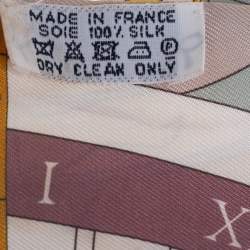 MADE IN FRANCE
SOIE 100% SILK
DRY CLEAN ONLY
I X